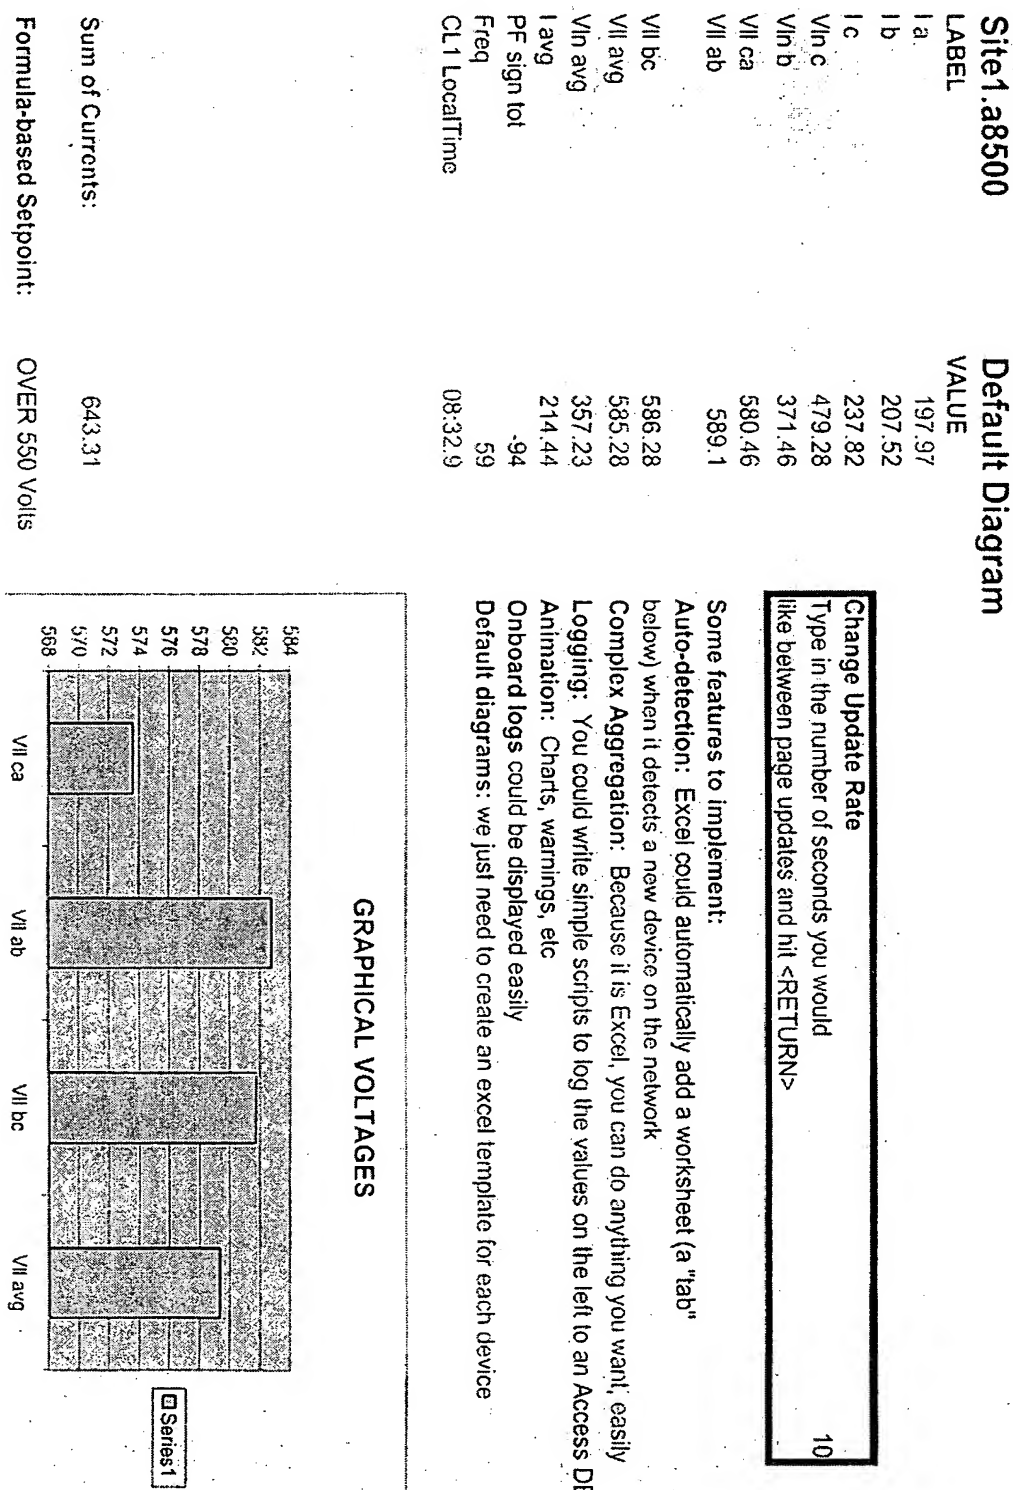 Site1.a8500 Default Diagram
LABEL VALUE
I a 197.97
I b 207.52
I c 237.82
Vln c 479.28
Vln b 371.46
Vll ca 580.46
Vll ab 589.1
Vll bc 586.28
Vll avg 585.28
Vln avg 357.23
I avg 214.44
PF sign tot -94
Freq 59
CL1 LocalTime 08:32.9
Sum of Currents: 643.31
Formula-based Setpoint: OVER 550 Volts
Change Update Rate
Type in the number of seconds you would 10
like between page updates and hit <RETURN>
Some features to implement:
Auto-detection: Excel could automatically add a worksheet (a "tab"
below) when it detects a new device on the network
Complex Aggregation: Because it is Excel, you can do anything you want, easily
Logging: You could write simple scripts to log the values on the left to an Access DB
Animation: Charts, warnings, etc
Onboard logs could be displayed easily
Default diagrams: we just need to create an excel template for each device
GRAPHICAL VOLTAGES
584
582
580
578
576
574
572
570
568
Vll ca Vll ab Vll bc Vll avg
Series1